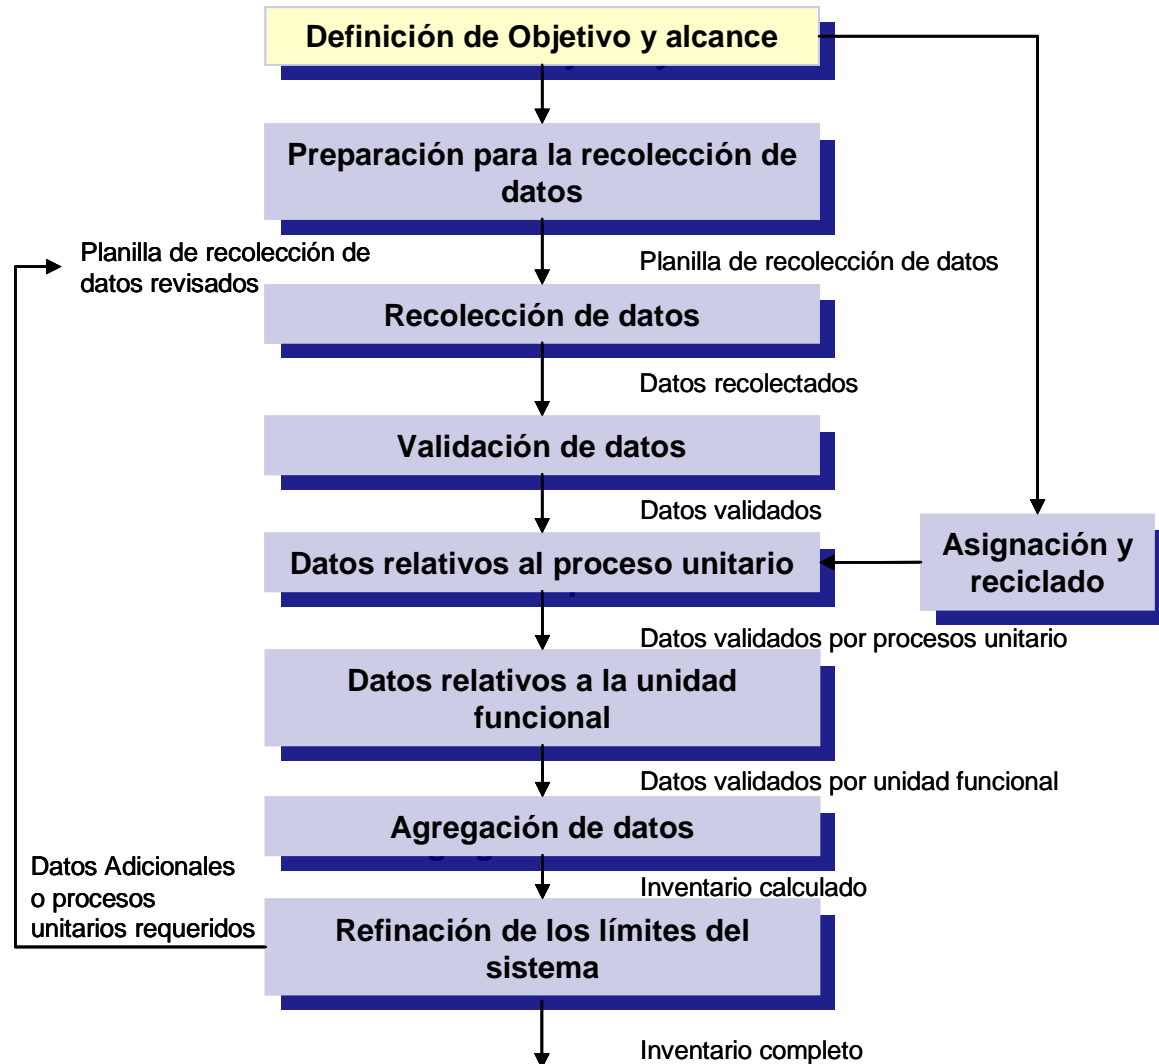 Definición de Objetivo y alcance
Preparación para la recolección de
datos
Planilla de recolección de
datos revisados
Planilla de recolección de datos
Recolección de datos
Datos recolectados
Validación de datos
Datos validados
Datos relativos al proceso unitario
Asignación y
reciclado
Datos validados por procesos unitario
Datos relativos a la unidad
funcional
Datos validados por unidad funcional
Agregación de datos
Inventario calculado
Datos Adicionales
o procesos
unitarios requeridos
Refinación de los límites del
sistema
Inventario completo